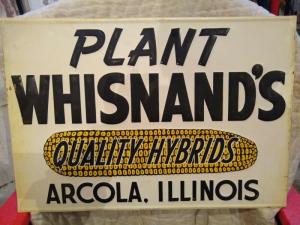 PLANT
WHISNAND'S
QUALITY HYBRIDS
ARCOLA, ILLINOIS